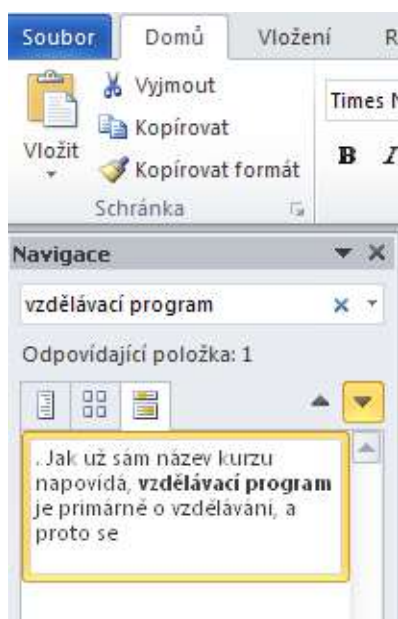 Soubor Domů Vložení R
Vyjmout
Kopírovat
Kopírovat formát
Vložit
Schránka
Times N
B I
Navigace
vzdělávací program
Odpovídající položka: 1
. Jak už sám název kurzu
napovídá, vzdělávací program
je primárně o vzdělávání, a
proto se